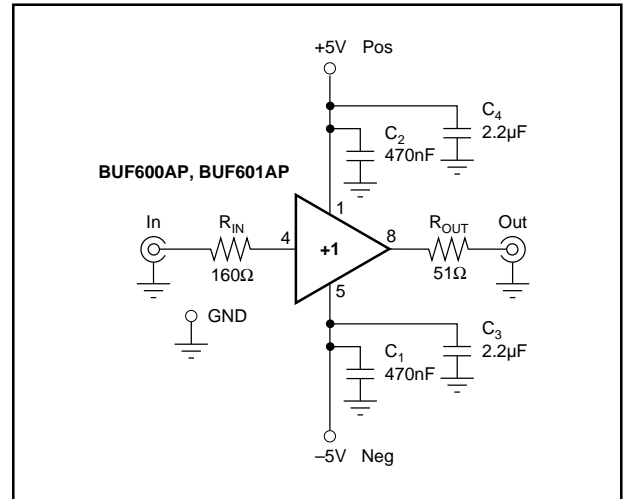 +5V Pos
C4
2.2µF
C2
470nF
BUF600AP, BUF601AP
In
RIN
160Ω
4
1
+1
8
5
ROUT
51Ω
Out
GND
C3
2.2µF
C1
470nF
–5V Neg